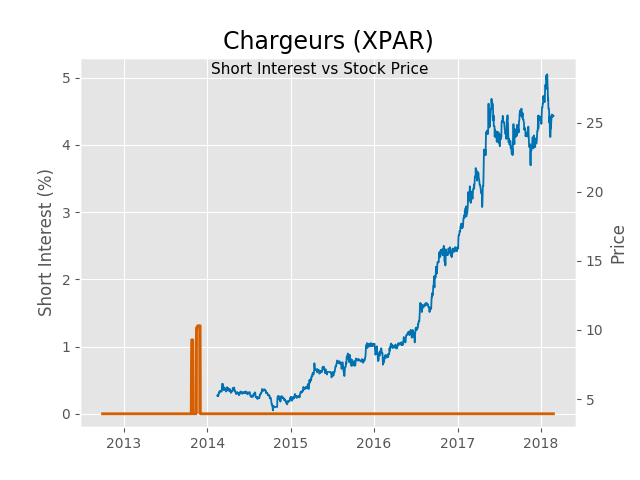 Chargeurs (XPAR)
Short Interest vs Stock Price
Short Interest (%)
5
4
3
2
1
0
25
20
15
10
5
Price
2013 2014 2015 2016 2017 2018